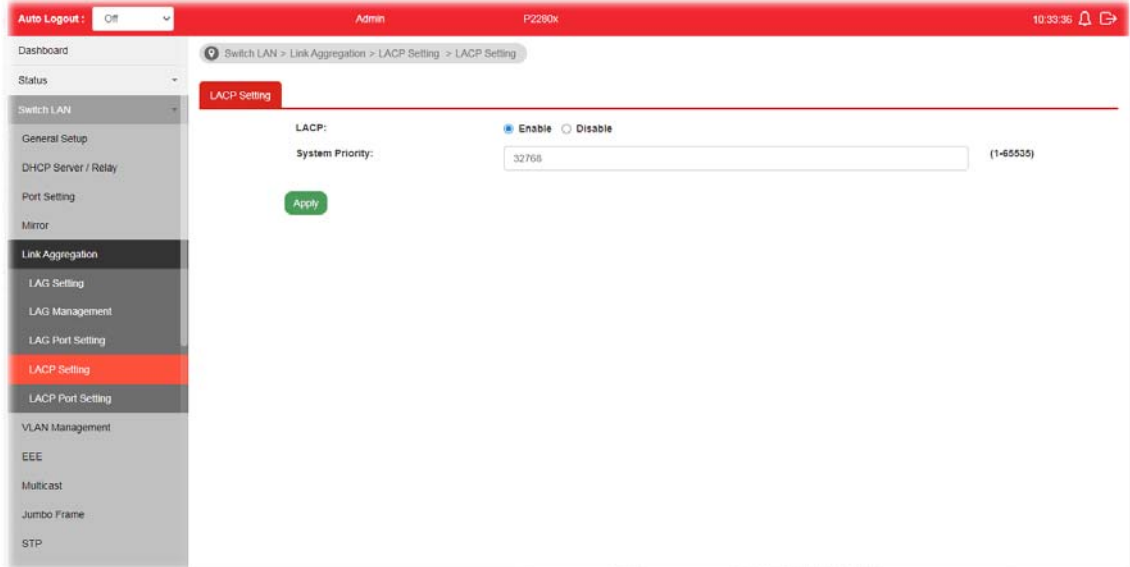 Auto Logout : Off Admin P2280x 10:33:36
Dashboard
Switch LAN > Link Aggregation > LACP Setting > LACP Setting
Status
LACP Setting
Switch LAN
LACP: Enable Disable
General Setup
System Priority: 32768 (1-65535)
DHCP Server / Relay
Port Setting
Apply
Mirror
Link Aggregation
LAG Setting
LAG Management
LAG Port Setting
LACP Setting
LACP Port Setting
VLAN Management
EEE
Multicast
Jumbo Frame
STP